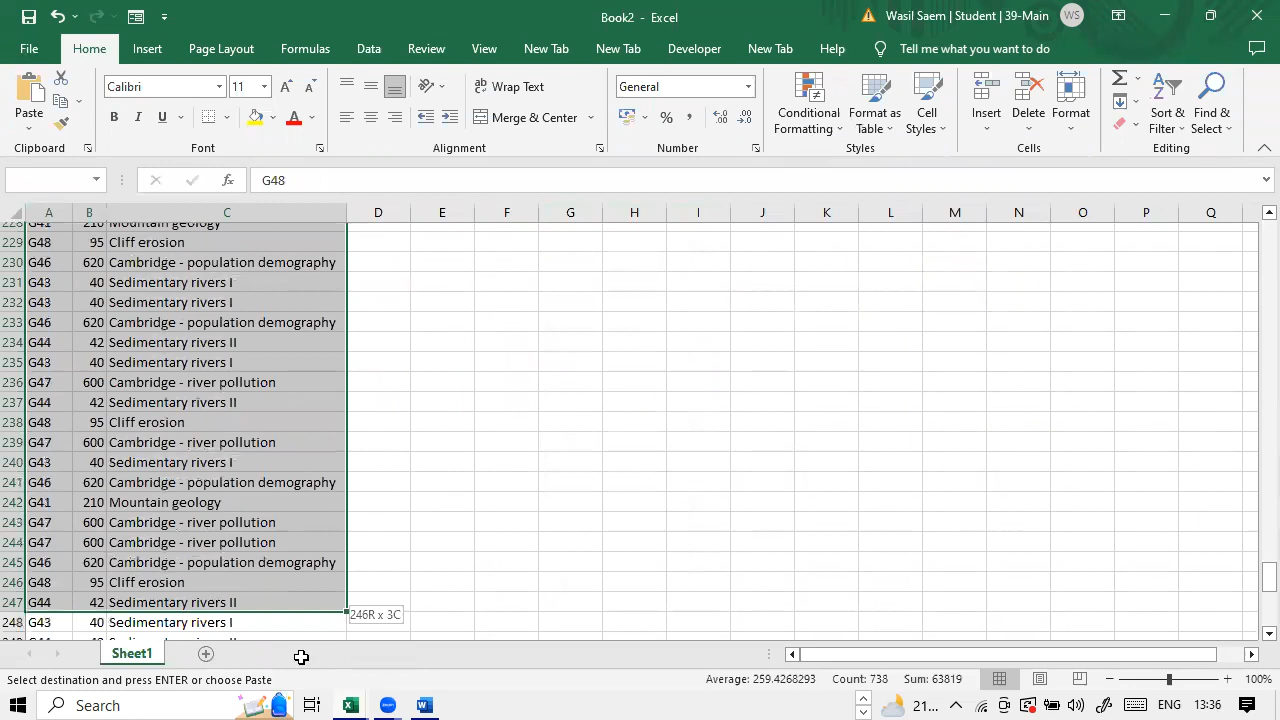 Book2 - Excel
Wasil Saem | Student | 39-Main
WS
File Home Insert Page Layout Formulas Data Review View New Tab New Tab Developer New Tab Help Tell me what you want to do
Calibri 11
Wrap Text
General
Paste
B I U
Merge & Center
Conditional Formatting
Format as Table
Cell Styles
Insert Delete Format
Sort & Filter
Find & Select
Clipboard Font Alignment Number Styles Cells Editing
G48
A B C D E F G H I J K L M N O P Q
228 G41 210 Mountain geology
229 G48 95 Cliff erosion
230 G46 620 Cambridge - population demography
231 G43 40 Sedimentary rivers I
232 G43 40 Sedimentary rivers I
233 G46 620 Cambridge - population demography
234 G44 42 Sedimentary rivers II
235 G43 40 Sedimentary rivers I
236 G47 600 Cambridge - river pollution
237 G44 42 Sedimentary rivers II
238 G48 95 Cliff erosion
239 G47 600 Cambridge - river pollution
240 G43 40 Sedimentary rivers I
241 G46 620 Cambridge - population demography
242 G41 210 Mountain geology
243 G47 600 Cambridge - river pollution
244 G47 600 Cambridge - river pollution
245 G46 620 Cambridge - population demography
246 G48 95 Cliff erosion
247 G44 42 Sedimentary rivers II
246R x 3C
248 G43 40 Sedimentary rivers I
Sheet1
Select destination and press ENTER or choose Paste
Average: 259.4268293 Count: 738 Sum: 63819
100%
Search
21...
ENG 13:36